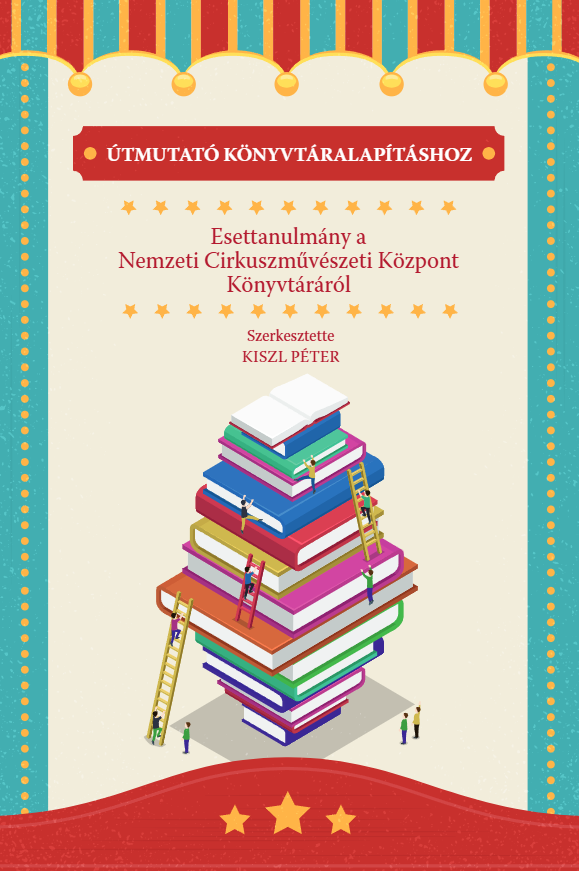 ÚTMUTATÓ KÖNYVTÁRALAPÍTÁSHOZ
Esettanulmány a
Nemzeti Cirkuszművészeti Központ
Könyvtáráról
Szerkesztette
KISZL PÉTER